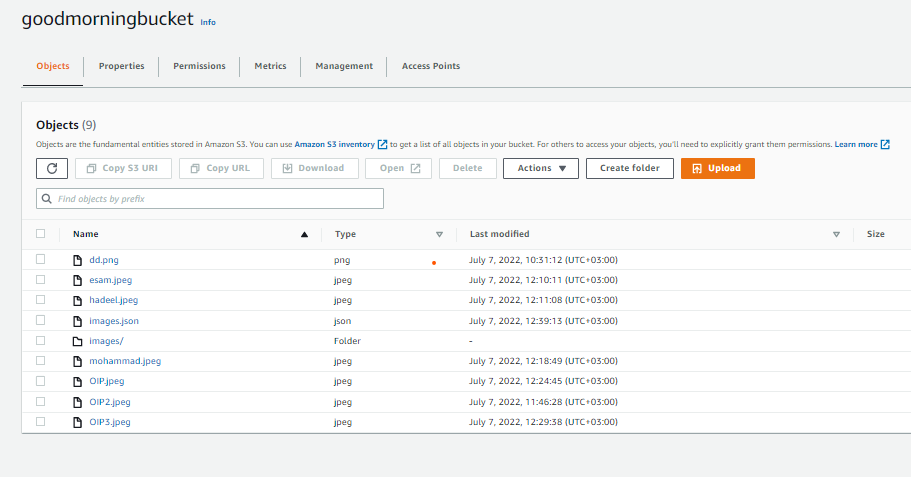 goodmorningbucket Info
Objects Properties Permissions Metrics Management Access Points
Objects (9)
Objects are the fundamental entities stored in Amazon S3. You can use Amazon S3 inventory to get a list of all objects in your bucket. For others to access your objects, you'll need to explicitly grant them permissions. Learn more
Copy S3 URI Copy URL Download Open Delete Actions Create folder Upload
Find objects by prefix
Name Type Last modified Size
dd.png png July 7, 2022, 10:31:12 (UTC+03:00)
esam.jpeg jpeg July 7, 2022, 12:10:11 (UTC+03:00)
hadeel.jpeg jpeg July 7, 2022, 12:11:08 (UTC+03:00)
images.json json July 7, 2022, 12:39:13 (UTC+03:00)
images/ Folder -
mohammad.jpeg jpeg July 7, 2022, 12:18:49 (UTC+03:00)
OIP.jpeg jpeg July 7, 2022, 12:24:45 (UTC+03:00)
OIP2.jpeg jpeg July 7, 2022, 11:46:28 (UTC+03:00)
OIP3.jpeg jpeg July 7, 2022, 12:29:38 (UTC+03:00)